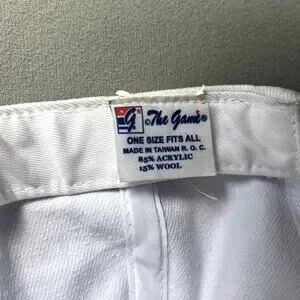 G ©The Game®
ONE SIZE FITS ALL
MADE IN TAIWAN R. O. C.
85% ACRYLIC
15% WOOL